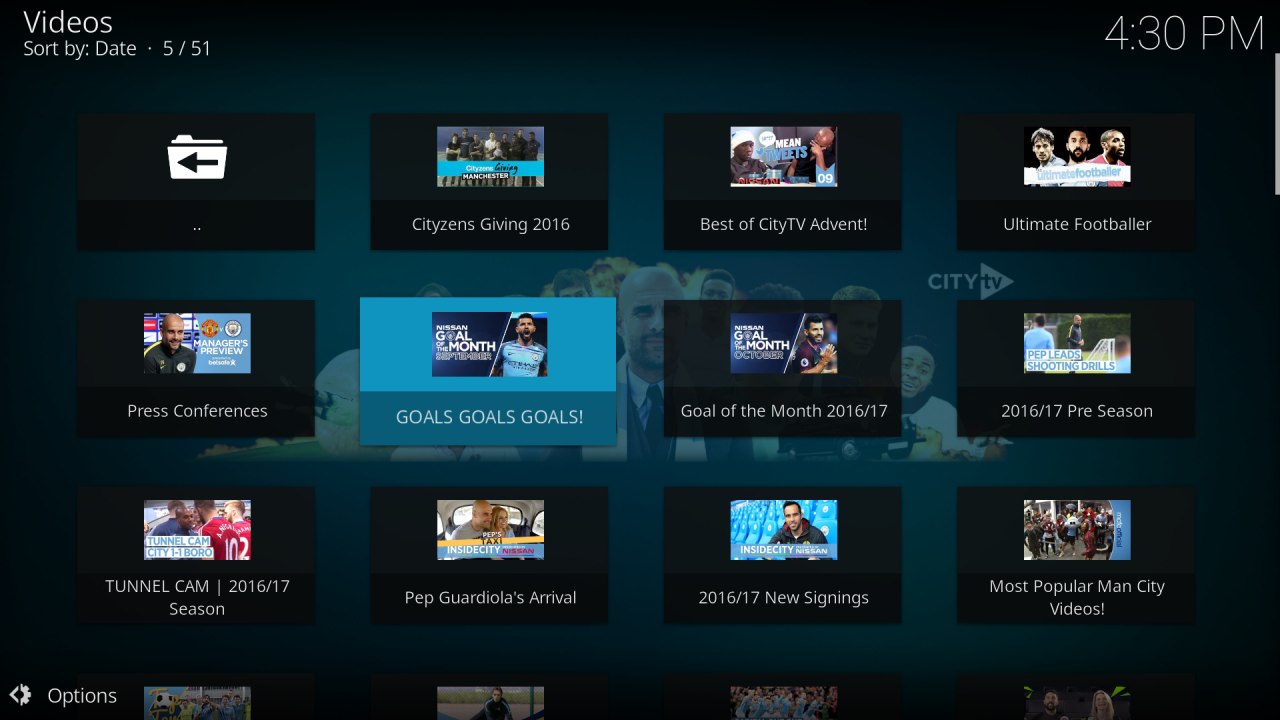 Videos
Sort by: Date · 5 / 51
4:30 PM
Cityzens Giving
MANCHESTER
MEAN
TWEETS
NISSAN
09
ultimatefootballer
..
Cityzens Giving 2016
Best of CityTV Advent!
Ultimate Footballer
CITY tv
MANAGER'S
PREVIEW
NISSAN
GOAL
OF THE MONTH
SEPTEMBER
NISSAN
GOAL
OF THE MONTH
OCTOBER
PEP LEADS
SHOOTING DRILLS
Press Conferences
GOALS GOALS GOALS!
Goal of the Month 2016/17
2016/17 Pre Season
TUNNEL CAM
CITY 1-1 BORO
102
PEP'S
TAXI
INSIDECITY NISSAN
INSIDECITY NISSAN
TUNNEL CAM | 2016/17
Season
Pep Guardiola's Arrival
2016/17 New Signings
Most Popular Man City
Videos!
Options